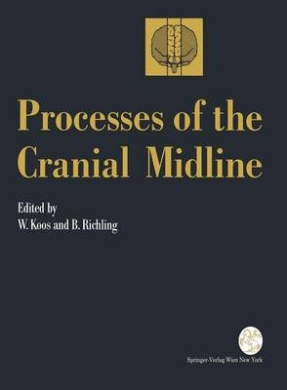 Processes of the
Cranial Midline
Edited by
W. Koos and B. Richling
Springer-Verlag Wien New York